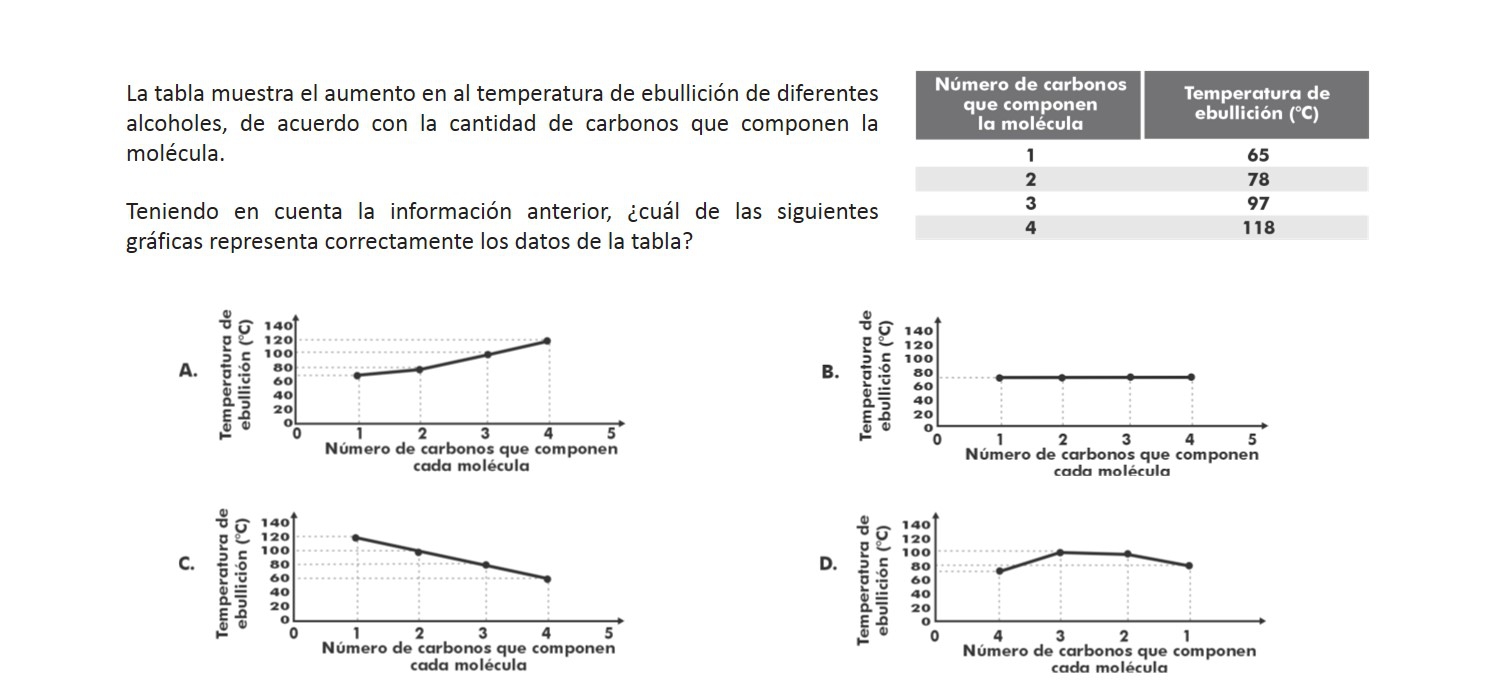 La tabla muestra el aumento en al temperatura de ebullición de diferentes
alcoholes, de acuerdo con la cantidad de carbonos que componen la
molécula.
Teniendo en cuenta la información anterior, ¿cuál de las siguientes
gráficas representa correctamente los datos de la tabla?
Número de carbonos
que componen
la molécula
Temperatura de
ebullición (°C)
1 65
2 78
3 97
4 118
A.
Temperatura de
ebullición (°C)
140
120
100
80
60
40
20
0
0 1 2 3 4 5
Número de carbonos que componen
cada molécula
B.
Temperatura de
ebullición (°C)
140
120
100
80
60
40
20
0
0 1 2 3 4 5
Número de carbonos que componen
cada molécula
C.
Temperatura de
ebullición (°C)
140
120
100
80
60
40
20
0
0 1 2 3 4 5
Número de carbonos que componen
cada molécula
D.
Temperatura de
ebullición (°C)
140
120
100
80
60
40
20
0
0 4 3 2 1
Número de carbonos que componen
cada molécula